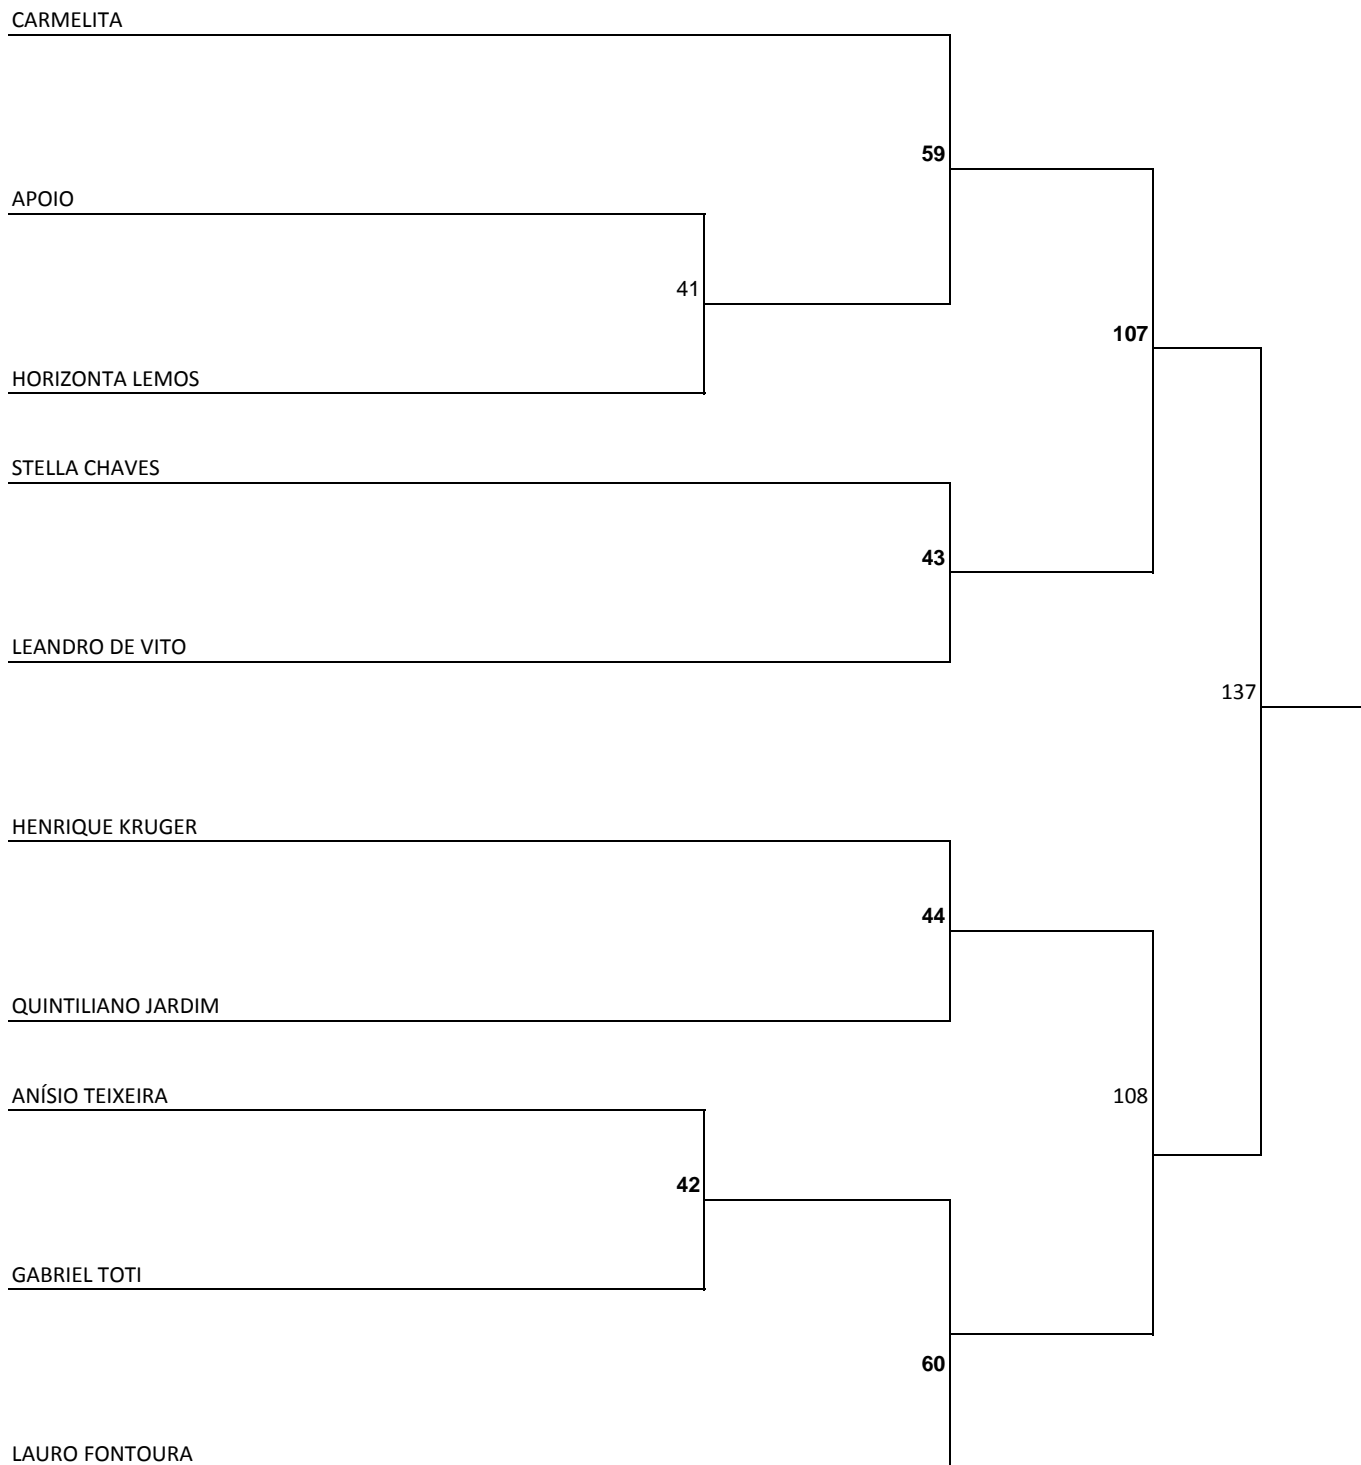 CARMELITA
59
APOIO
41
107
HORIZONTA LEMOS
STELLA CHAVES
43
LEANDRO DE VITO
137
HENRIQUE KRUGER
44
QUINTILIANO JARDIM
ANÍSIO TEIXEIRA
108
42
GABRIEL TOTI
60
LAURO FONTOURA